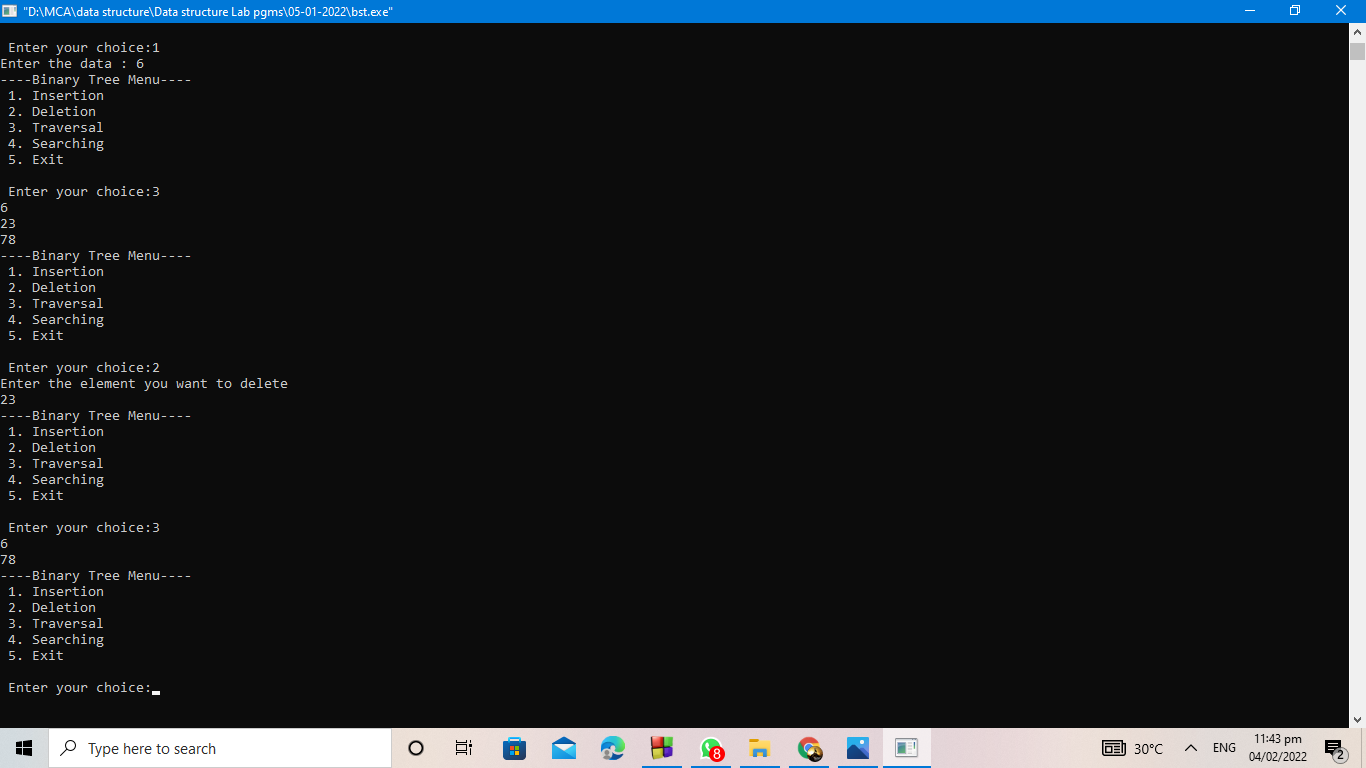 "D:\MCA\data structure\Data structure Lab pgms\05-01-2022\bst.exe"
Enter your choice:1
Enter the data : 6
----Binary Tree Menu----
1. Insertion
2. Deletion
3. Traversal
4. Searching
5. Exit
Enter your choice:3
6
23
78
----Binary Tree Menu----
1. Insertion
2. Deletion
3. Traversal
4. Searching
5. Exit
Enter your choice:2
Enter the element you want to delete
23
----Binary Tree Menu----
1. Insertion
2. Deletion
3. Traversal
4. Searching
5. Exit
Enter your choice:3
6
78
----Binary Tree Menu----
1. Insertion
2. Deletion
3. Traversal
4. Searching
5. Exit
Enter your choice:
Type here to search
8
30°C
ENG
11:43 pm
04/02/2022
2